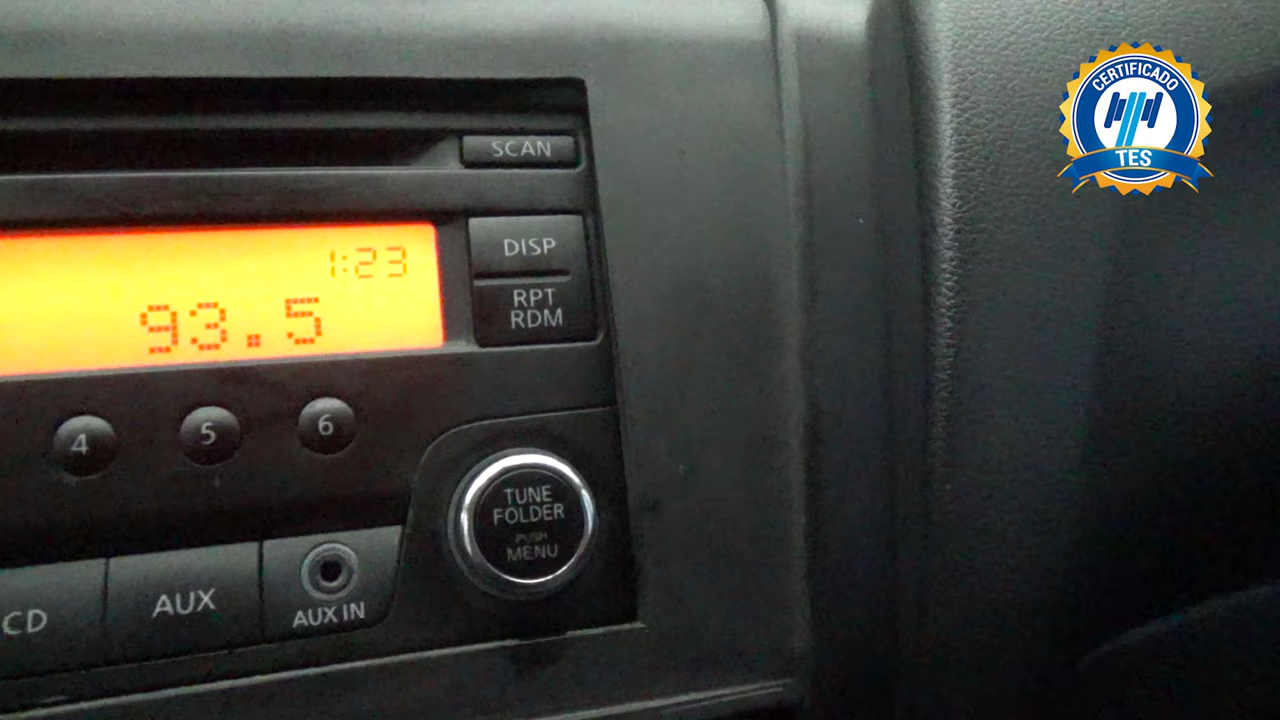 CERTIFICADO
TES
SCAN
DISP
1:23
93.5
RPT
RDM
4
5
6
TUNE
FOLDER
PUSH
MENU
CD
AUX
AUX IN